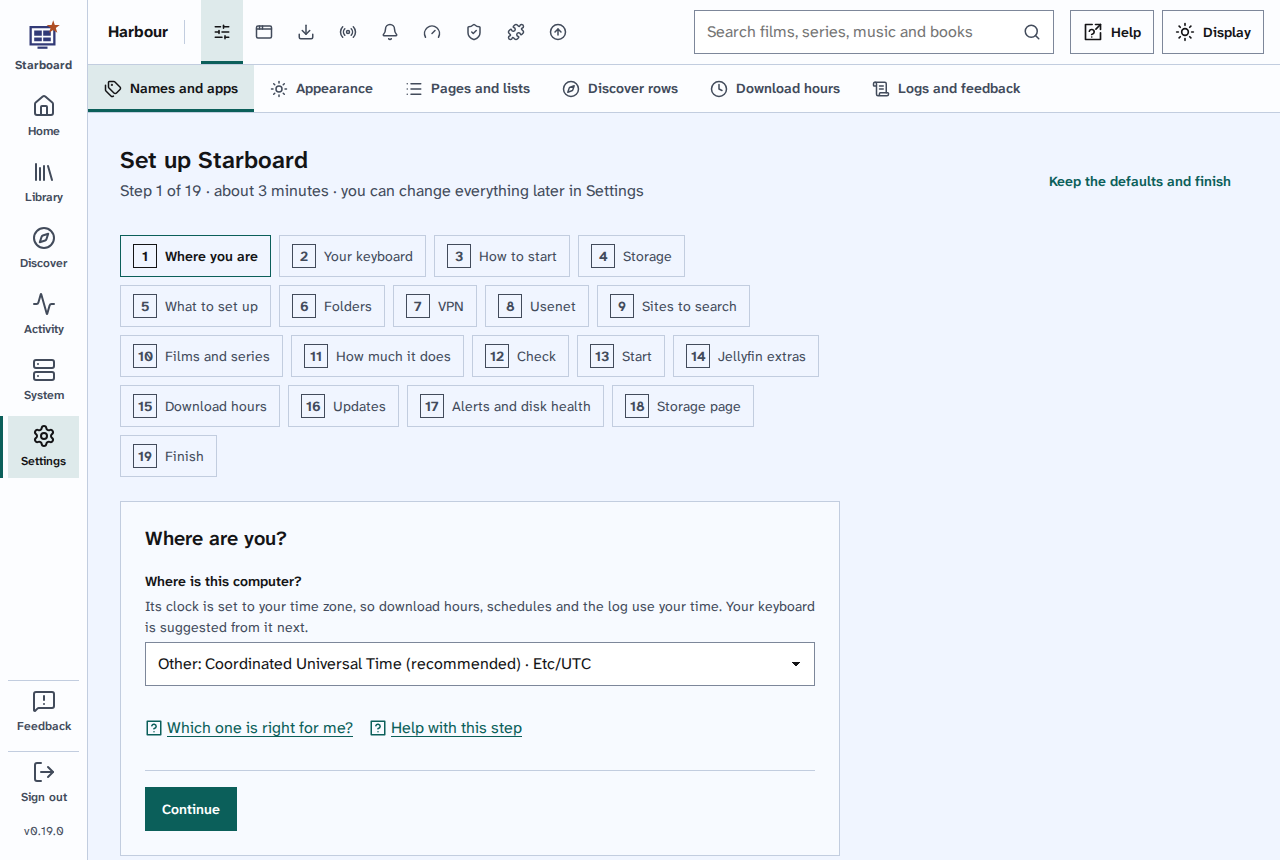 Starboard
Home
Library
Discover
Activity
System
Settings
Feedback
Sign out
v0.19.0
Harbour
Search films, series, music and books
Help
Display
Names and apps
Appearance
Pages and lists
Discover rows
Download hours
Logs and feedback
Set up Starboard
Step 1 of 19 · about 3 minutes · you can change everything later in Settings
Keep the defaults and finish
1 Where you are
2 Your keyboard
3 How to start
4 Storage
5 What to set up
6 Folders
7 VPN
8 Usenet
9 Sites to search
10 Films and series
11 How much it does
12 Check
13 Start
14 Jellyfin extras
15 Download hours
16 Updates
17 Alerts and disk health
18 Storage page
19 Finish
Where are you?
Where is this computer?
Its clock is set to your time zone, so download hours, schedules and the log use your time. Your keyboard
is suggested from it next.
Other: Coordinated Universal Time (recommended) · Etc/UTC
Which one is right for me?
Help with this step
Continue